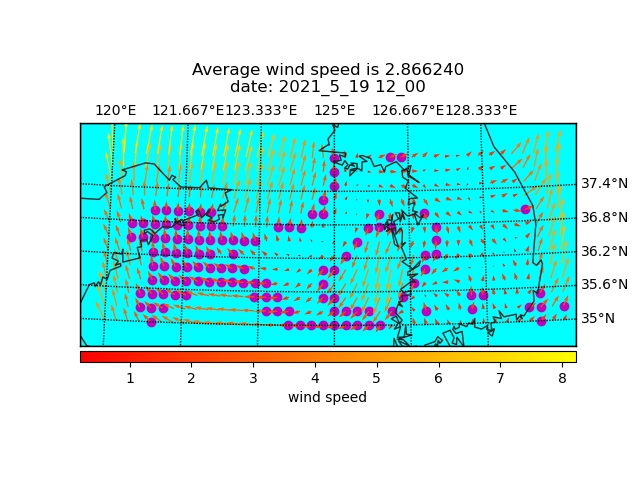 Average wind speed is 2.866240
date: 2021_5_19 12_00
120°E 121.667°E 123.333°E 125°E 126.667°E 128.333°E
37.4°N
36.8°N
36.2°N
35.6°N
35°N
1 2 3 4 5 6 7 8
wind speed